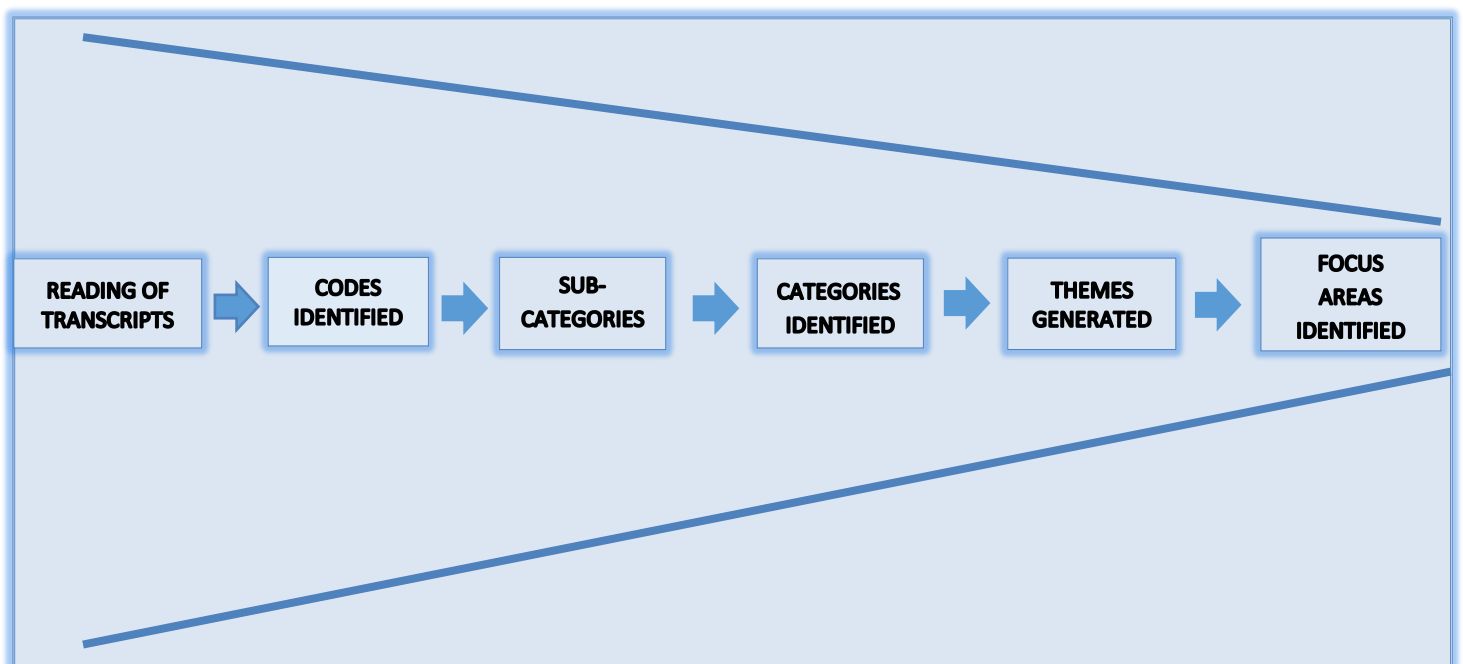 READING OF
TRANSCRIPTS
CODES
IDENTIFIED
SUB-
CATEGORIES
CATEGORIES
IDENTIFIED
THEMES
GENERATED
FOCUS
AREAS
IDENTIFIED